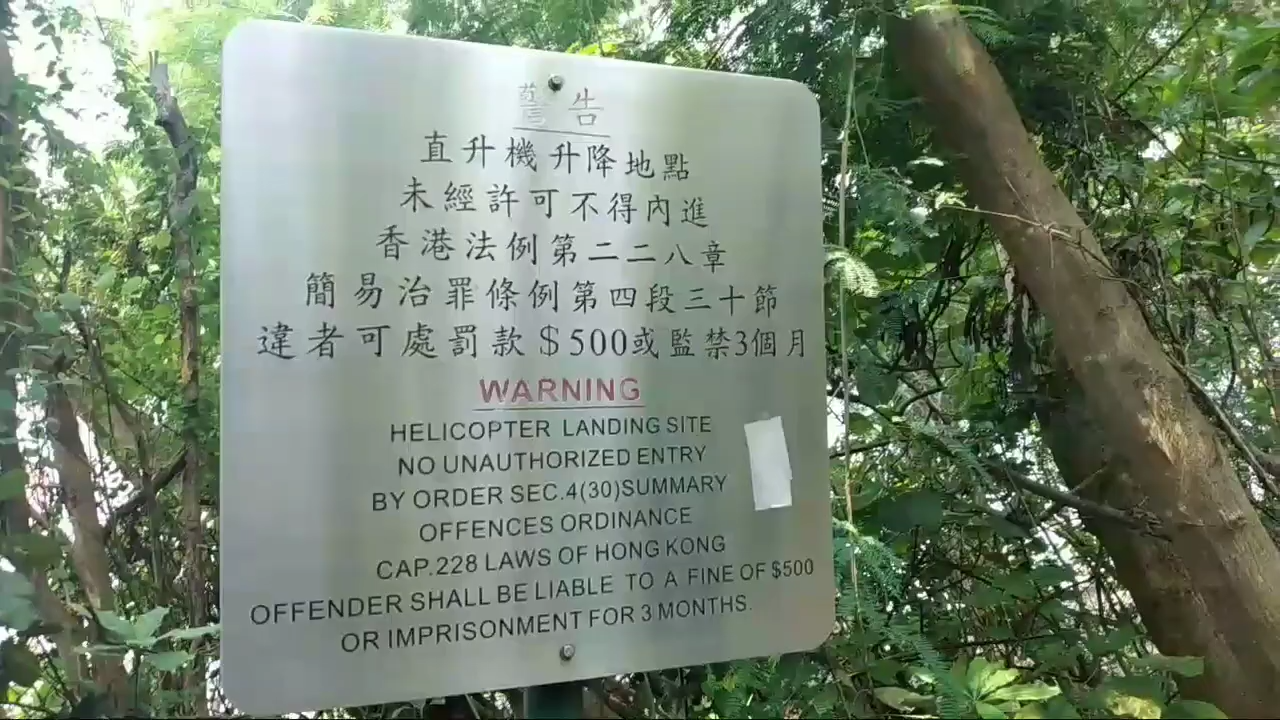 警告
直升機升降地點
未經許可不得內進
香港法例第二二八章
簡易治罪條例第四段三十節
違者可處罰款$500或監禁3個月
WARNING
HELICOPTER LANDING SITE
NO UNAUTHORIZED ENTRY
BY ORDER SEC.4(30)SUMMARY
OFFENCES ORDINANCE
CAP.228 LAWS OF HONG KONG
OFFENDER SHALL BE LIABLE TO A FINE OF $500
OR IMPRISONMENT FOR 3 MONTHS.